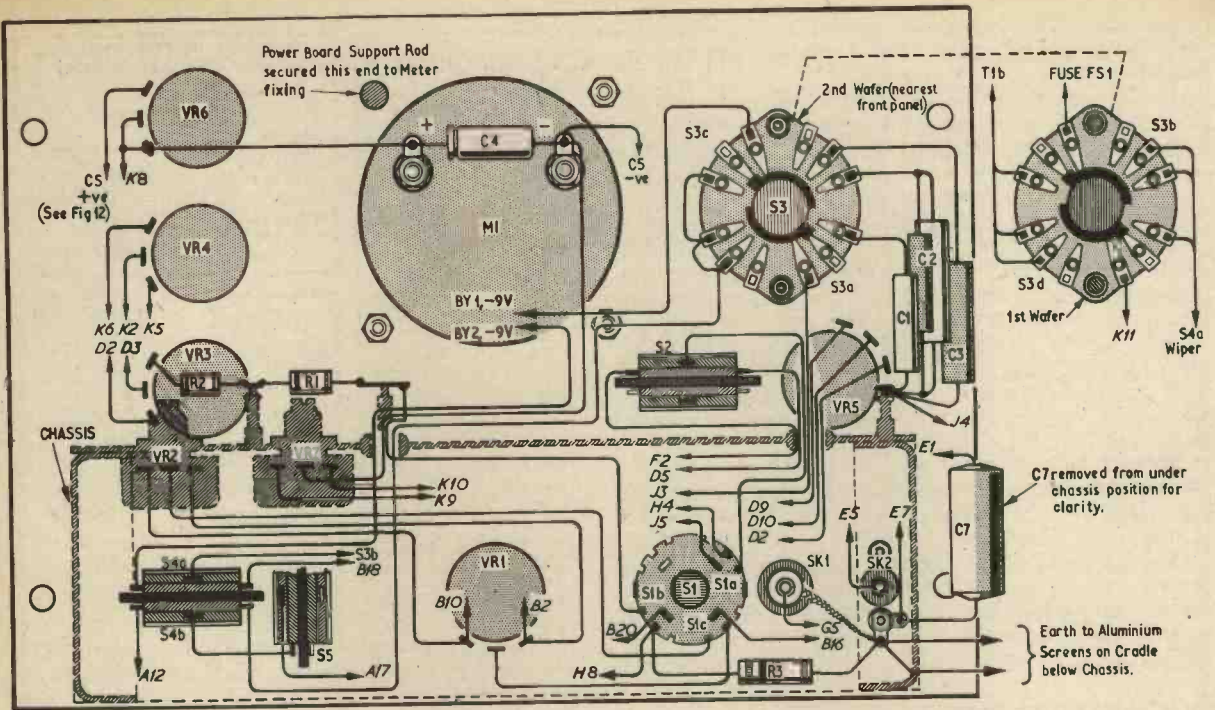 Power Board Support Rod
secured this end to Meter
fixing
VR6
+
C4
-
C5
-ve
K8
C5
+ve
(See Fig 12)
M1
VR4
BY 1,-9V
BY2,-9V
K6 K2 K5
D2 D3
2nd Wafer (nearest
front panel)
S3c
S3
S3a
C1
C2
C3
T1b
FUSE FS1
S3b
S3d
1st Wafer
K11
S4a
Wiper
VR3
R2
R1
S2
VR5
J4
CHASSIS
VR2
VR2
K10
K9
F2
D5
J3
H4
J5
D9
D10
D2
E1
C7 removed from under
chassis position for
clarity.
C7
E5
E7
S4a
S3b
B18
S4b
S5
A12
A17
VR1
B10
B2
S1b
S1
S1a
S1c
B20
H8
B16
SK1
G5
SK2
R3
Earth to Aluminium
Screens on Cradle
below Chassis.